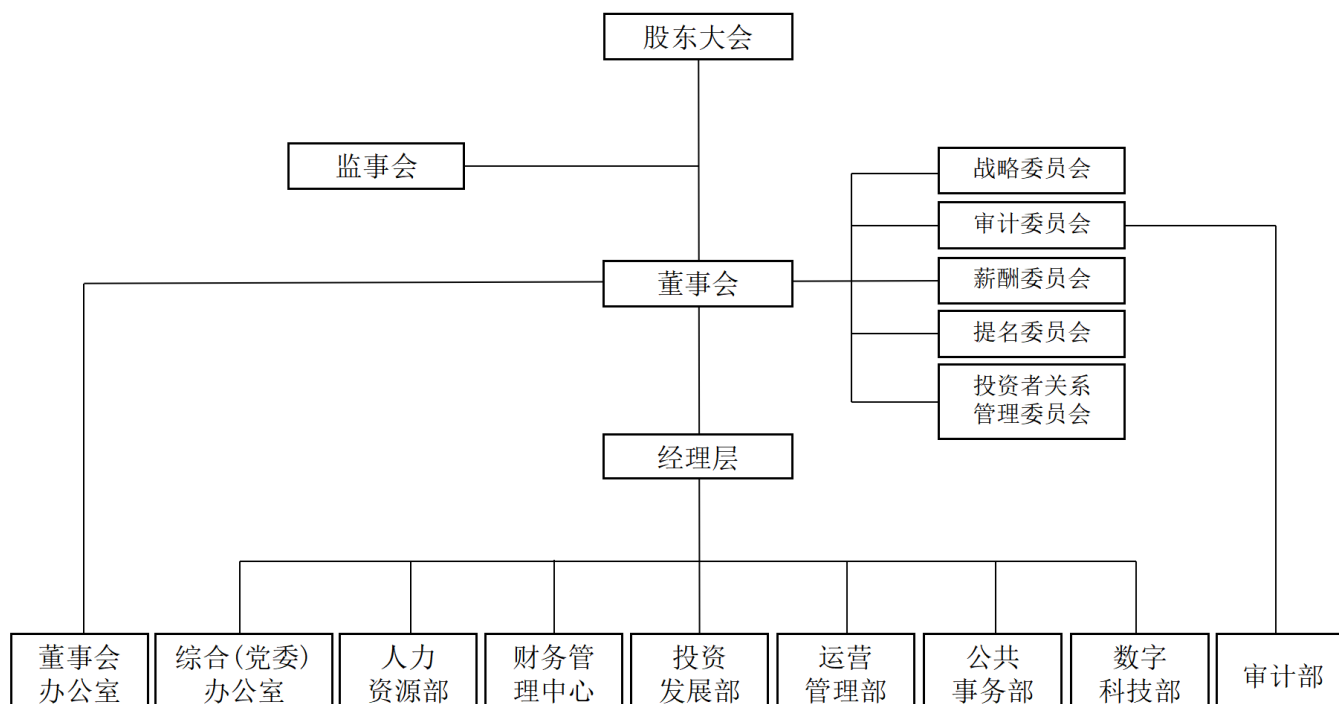 股东大会
监事会
战略委员会
审计委员会
董事会
薪酬委员会
提名委员会
投资者关系
管理委员会
经理层
董事会
办公室
综合(党委)
办公室
人力
资源部
财务管
理中心
投资
发展部
运营
管理部
公共
事务部
数字
科技部
审计部